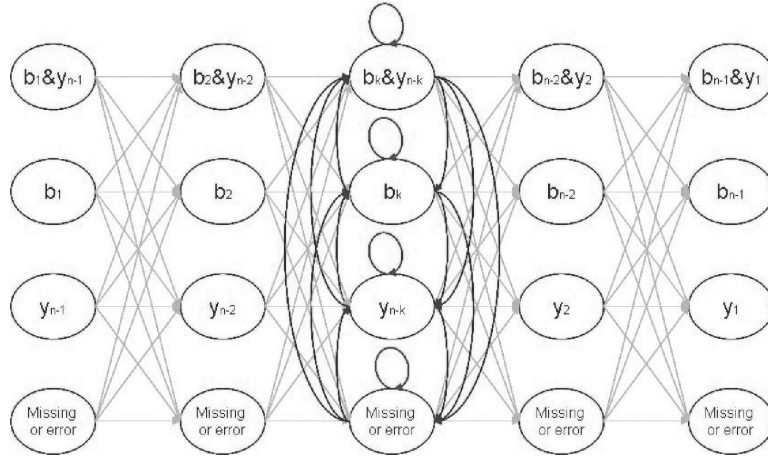 b1&yn-1 b2&yn-2 bk&yn-k bn-2&y2 bn-1&y1
b1 b2 bk bn-2 bn-1
yn-1 yn-2 yn-k y2 y1
Missing Missing Missing Missing Missing
or error or error or error or error or error